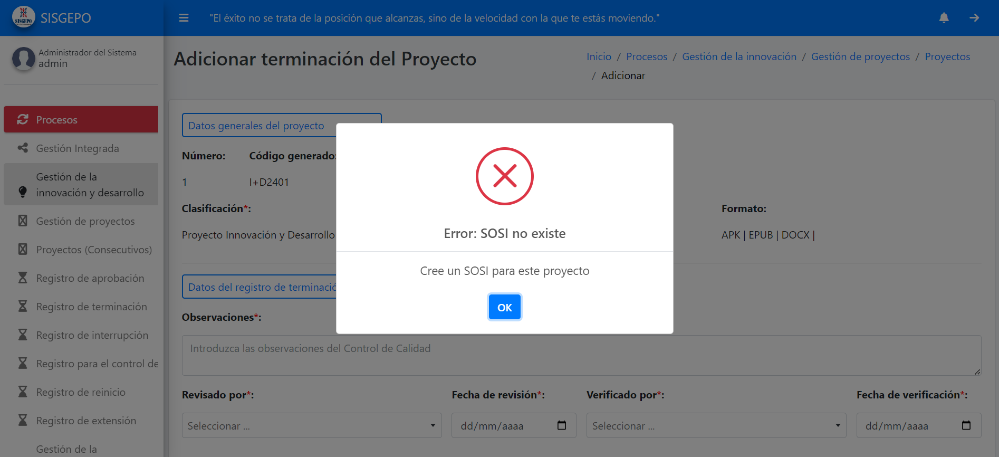 SISGEPO
SISGEPO
"El éxito no se trata de la posición que alcanzas, sino de la velocidad con la que te estás moviendo."
Administrador del Sistema
admin
Procesos
Gestión Integrada
Gestión de la
innovación y desarrollo
Gestión de proyectos
Proyectos (Consecutivos)
Registro de aprobación
Registro de terminación
Registro de interrupción
Registro para el control de
Registro de reinicio
Registro de extensión
Gestión de la
Adicionar terminación del Proyecto
Inicio / Procesos / Gestión de la innovación / Gestión de proyectos / Proyectos
/ Adicionar
Datos generales del proyecto
Número: Código generado:
1 I+D2401
Clasificación*: Formato:
Proyecto Innovación y Desarrollo APK | EPUB | DOCX |
Error: SOSI no existe
Cree un SOSI para este proyecto
OK
Datos del registro de terminació
Observaciones*:
Introduzca las observaciones del Control de Calidad
Revisado por*: Fecha de revisión*: Verificado por*: Fecha de verificación*:
Seleccionar ... dd/mm/aaaa Seleccionar ... dd/mm/aaaa